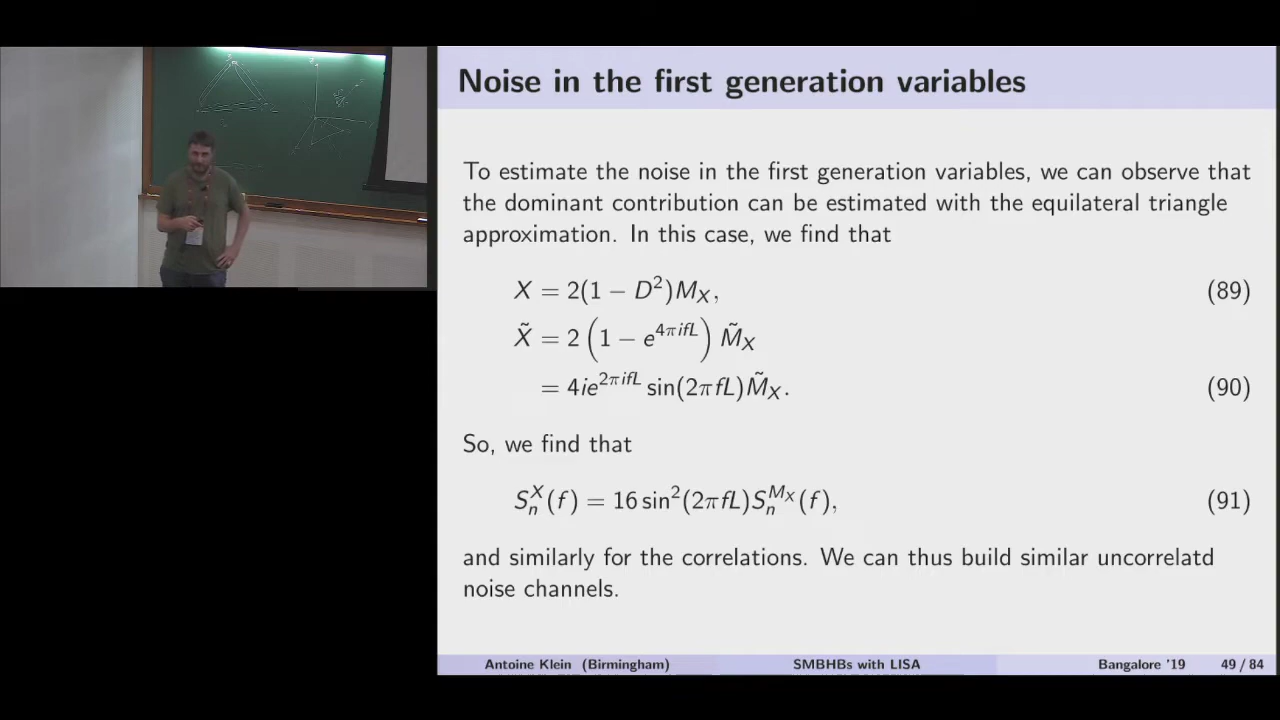 Noise in the first generation variables
To estimate the noise in the first generation variables, we can observe that
the dominant contribution can be estimated with the equilateral triangle
approximation. In this case, we find that
X = 2(1 − D²)M_X, (89)
X̃ = 2 (1 − e^{4πifL}) M̃_X
= 4ie^{2πifL} sin(2πfL)M̃_X. (90)
So, we find that
S_n^X(f) = 16 sin²(2πfL)S_n^{M_X}(f), (91)
and similarly for the correlations. We can thus build similar uncorrelatd
noise channels.
Antoine Klein (Birmingham) SMBHBs with LISA Bangalore '19 49 / 84